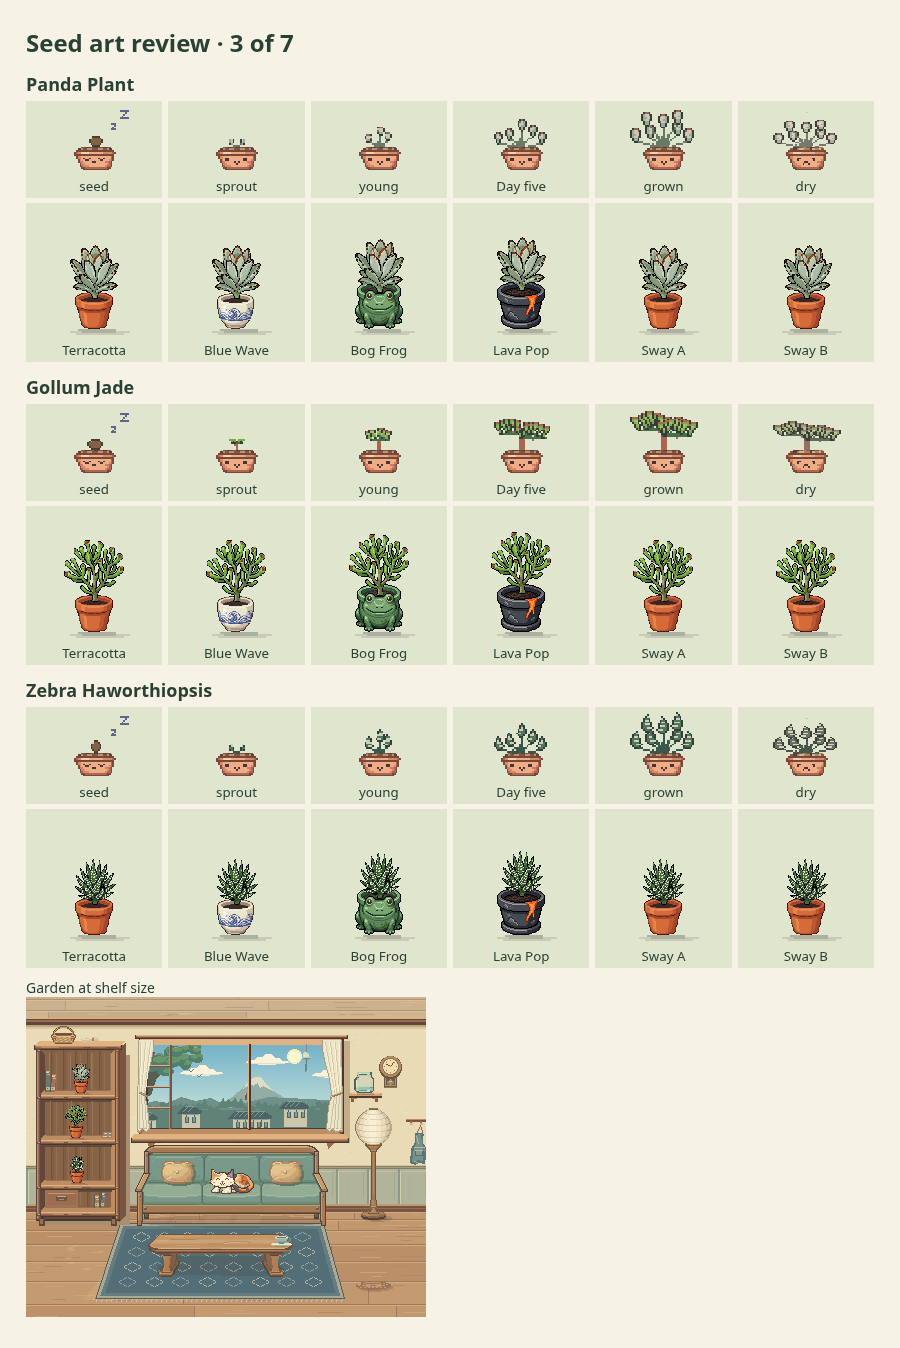 Seed art review · 3 of 7
Panda Plant
z
z
seed
sprout
young
Day five
grown
dry
Terracotta
Blue Wave
Bog Frog
Lava Pop
Sway A
Sway B
Gollum Jade
z
z
seed
sprout
young
Day five
grown
dry
Terracotta
Blue Wave
Bog Frog
Lava Pop
Sway A
Sway B
Zebra Haworthiopsis
z
z
seed
sprout
young
Day five
grown
dry
Terracotta
Blue Wave
Bog Frog
Lava Pop
Sway A
Sway B
Garden at shelf size